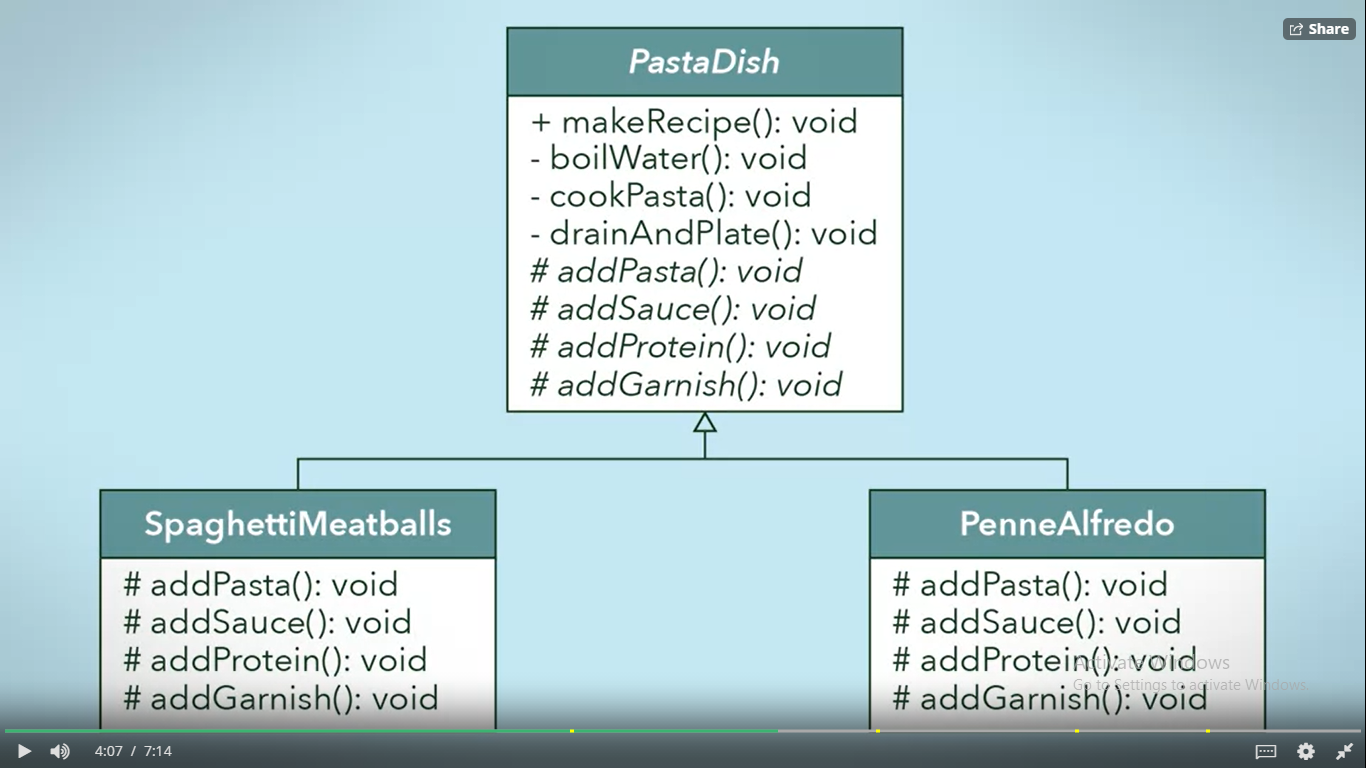 Share
PastaDish
+ makeRecipe(): void
- boilWater(): void
- cookPasta(): void
- drainAndPlate(): void
# addPasta(): void
# addSauce(): void
# addProtein(): void
# addGarnish(): void
SpaghettiMeatballs
# addPasta(): void
# addSauce(): void
# addProtein(): void
# addGarnish(): void
PenneAlfredo
# addPasta(): void
# addSauce(): void
# addProtein(): void
# addGarnish(): void
Activate Windows
Go to Settings to activate Windows.
4:07 / 7:14